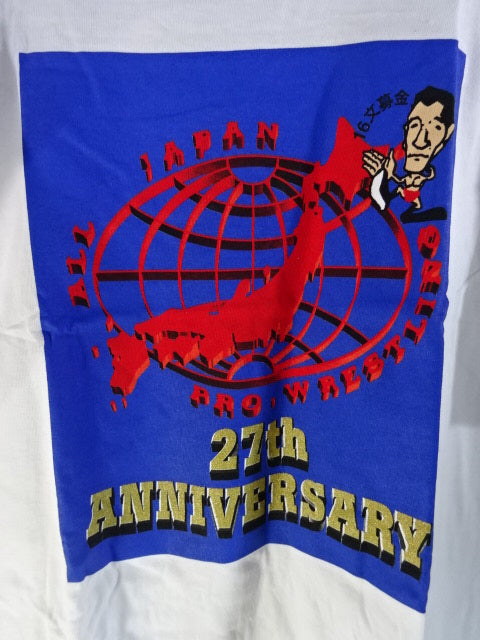 16文募金
ALL JAPAN
PRO-WRESTLING
27th
ANNIVERSARY